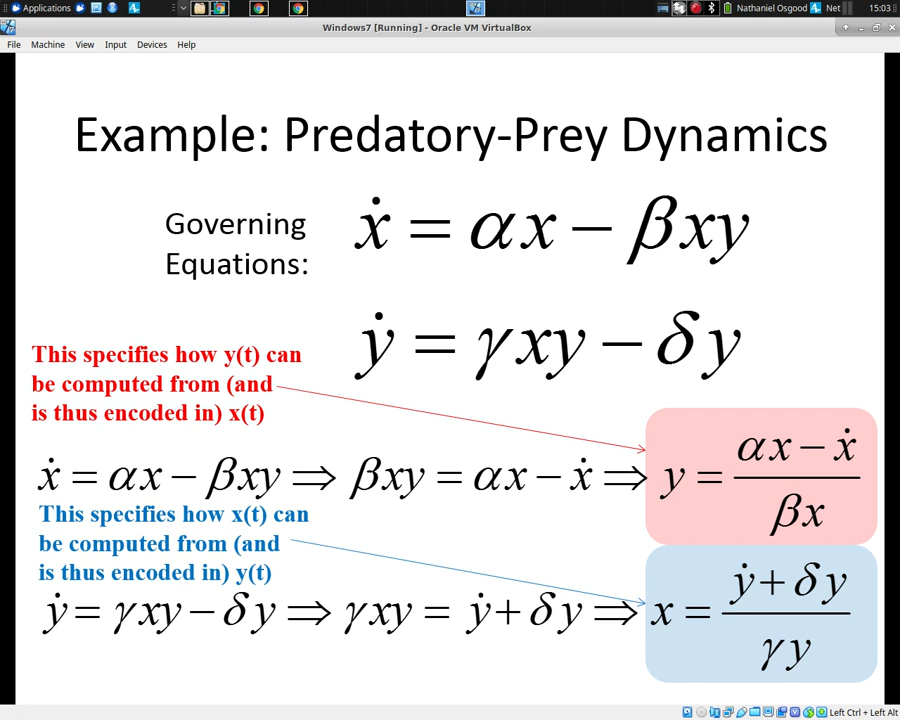 Applications Nathaniel Osgood Net 15:03
Windows7 [Running] - Oracle VM VirtualBox
File Machine View Input Devices Help
Example: Predatory-Prey Dynamics
Governing
Equations:
ẋ = αx − βxy
ẏ = γxy − δy
This specifies how y(t) can
be computed from (and
is thus encoded in) x(t)
ẋ = αx − βxy ⇒ βxy = αx − ẋ ⇒ y = (αx − ẋ) / βx
This specifies how x(t) can
be computed from (and
is thus encoded in) y(t)
ẏ = γxy − δy ⇒ γxy = ẏ + δy ⇒ x = (ẏ + δy) / γy
Left Ctrl + Left Alt